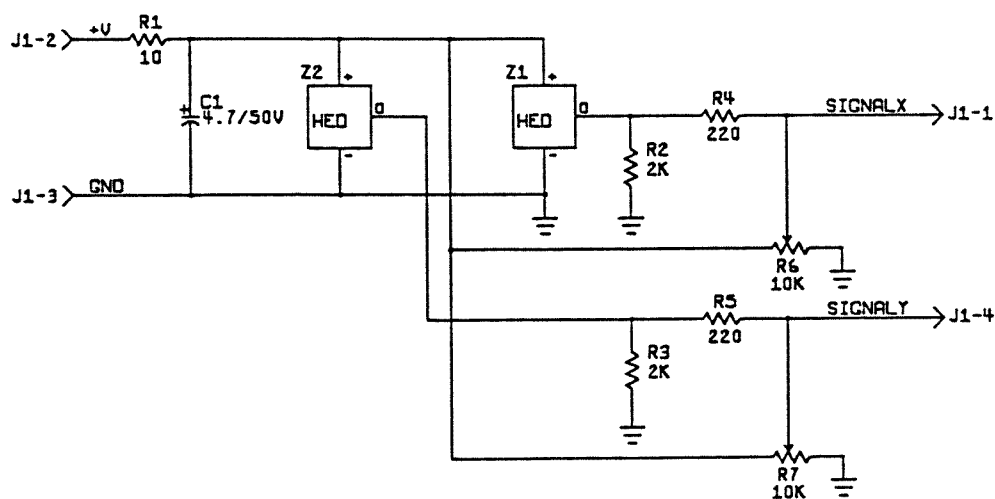 J1-2
+V
R1
10
Z2
Z1
+
+
+
C1
4.7/50V
HED
O
HED
O
R4
220
SIGNALX
J1-1
-
-
R2
2K
J1-3
GND
R6
10K
R5
220
SIGNALY
J1-4
R3
2K
R7
10K